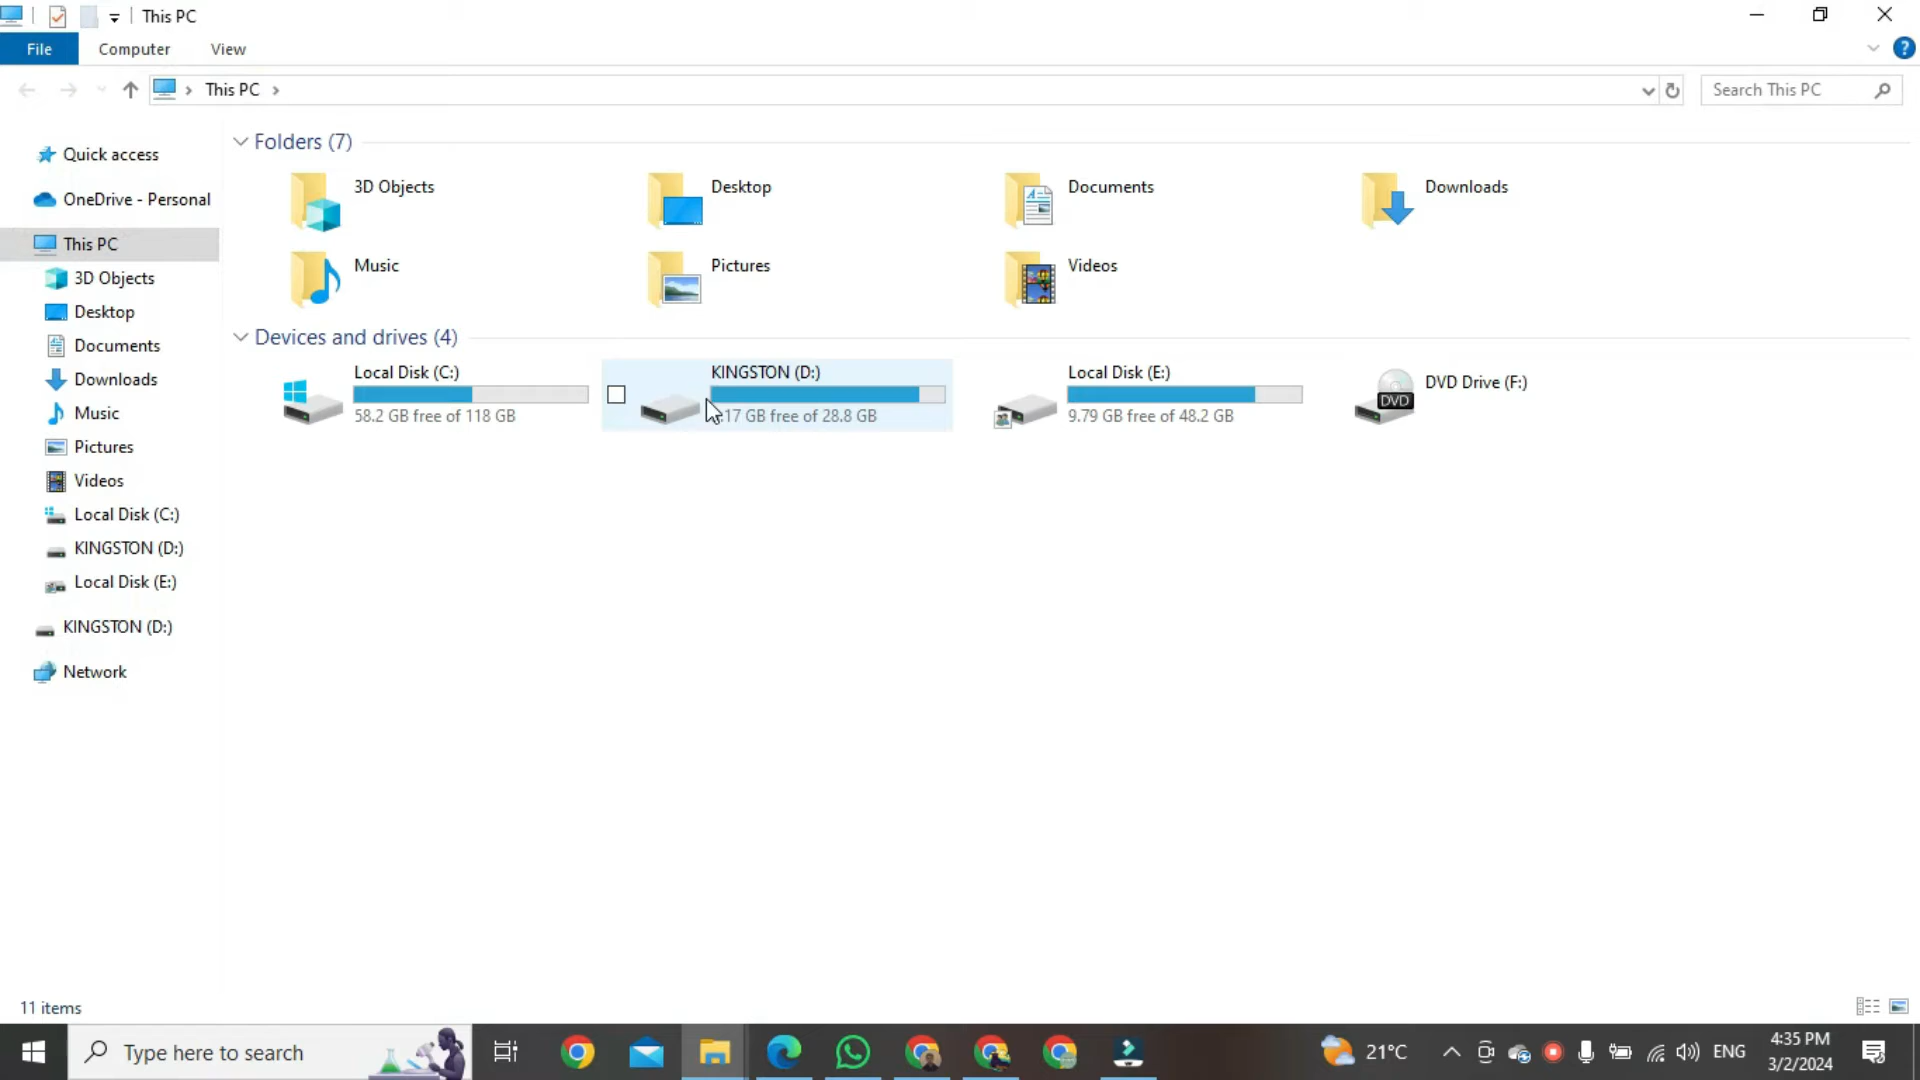 This PC
File Computer View
This PC
Search This PC
Quick access
OneDrive - Personal
This PC
3D Objects
Desktop
Documents
Downloads
Music
Pictures
Videos
Local Disk (C:)
KINGSTON (D:)
Local Disk (E:)
KINGSTON (D:)
Network
Folders (7)
3D Objects
Desktop
Documents
Downloads
Music
Pictures
Videos
Devices and drives (4)
Local Disk (C:)
58.2 GB free of 118 GB
KINGSTON (D:)
.17 GB free of 28.8 GB
Local Disk (E:)
9.79 GB free of 48.2 GB
DVD
DVD Drive (F:)
11 items
Type here to search
21°C
ENG
4:35 PM
3/2/2024